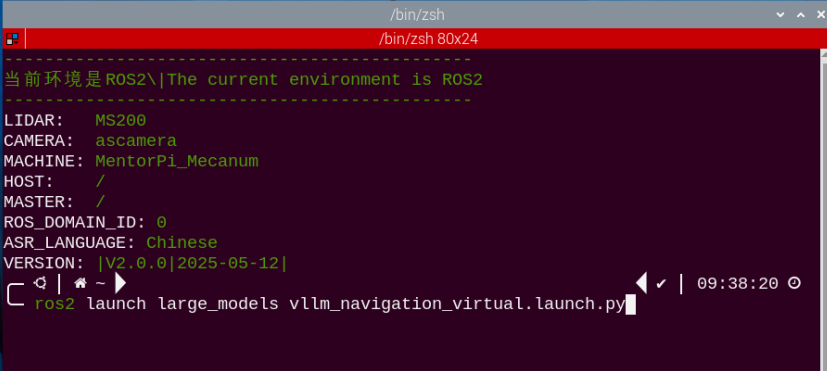 /bin/zsh
/bin/zsh 80x24
----------------------------------------------
当前环境是ROS2\|The current environment is ROS2
----------------------------------------------
LIDAR: MS200
CAMERA: ascamera
MACHINE: MentorPi_Mecanum
HOST: /
MASTER: /
ROS_DOMAIN_ID: 0
ASR_LANGUAGE: Chinese
VERSION: |V2.0.0|2025-05-12|
~ ✔ 09:38:20
ros2 launch large_models vllm_navigation_virtual.launch.py